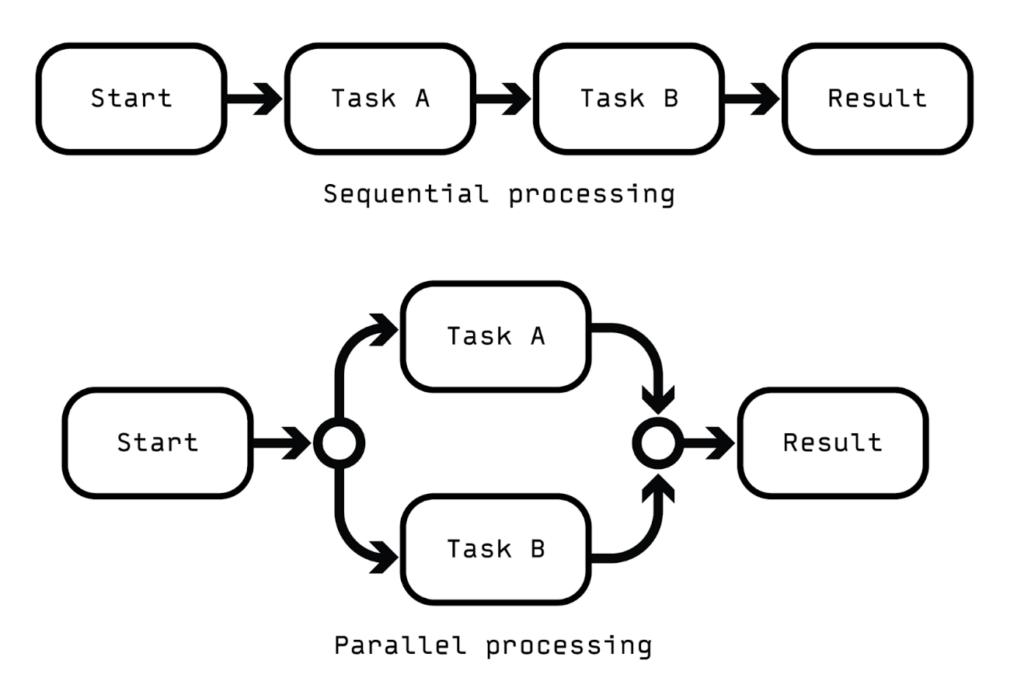 Start
Task A
Task B
Result
Sequential processing
Task A
Start
Result
Task B
Parallel processing